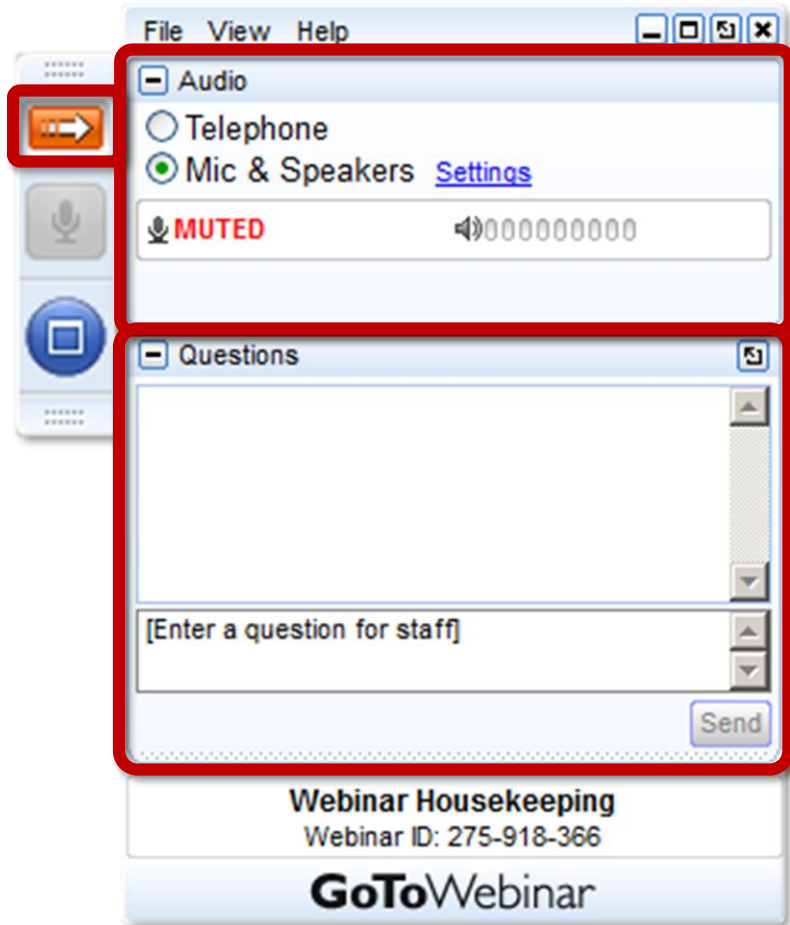 File View Help
Audio
Telephone
Mic & Speakers Settings
MUTED
Questions
[Enter a question for staff]
Send
Webinar Housekeeping
Webinar ID: 275-918-366
GoToWebinar